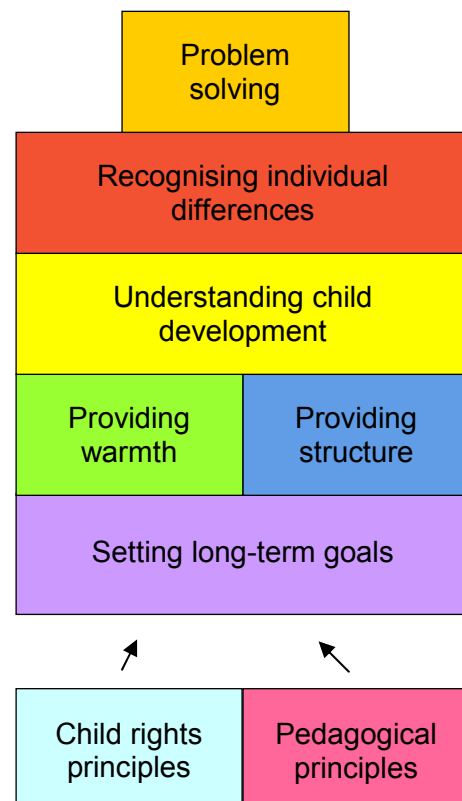 Problem
solving
Recognising individual
differences
Understanding child
development
Providing
warmth
Providing
structure
Setting long-term goals
Child rights
principles
Pedagogical
principles